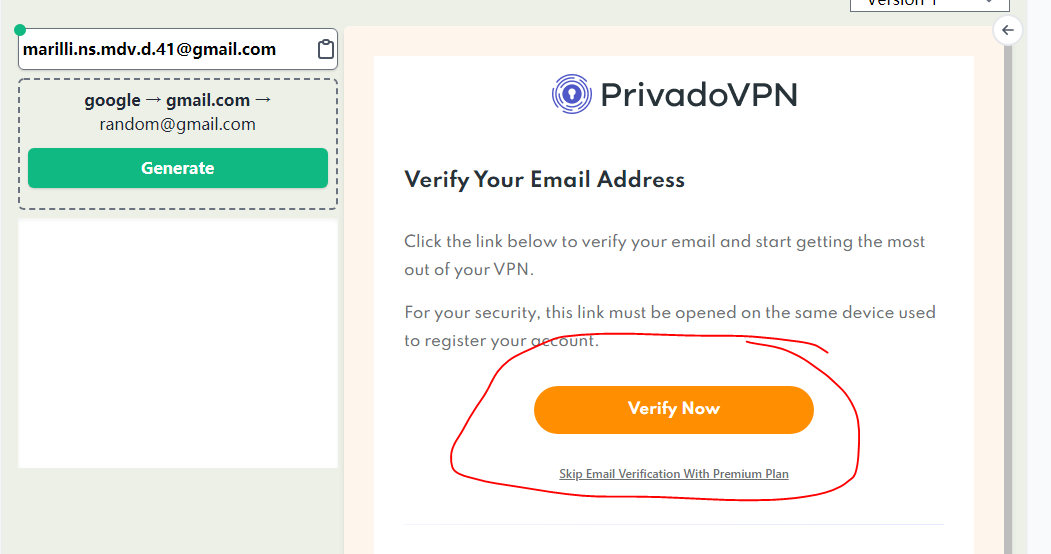 Version 1
marilli.ns.mdv.d.41@gmail.com
google → gmail.com →
random@gmail.com
Generate
PrivadoVPN
Verify Your Email Address
Click the link below to verify your email and start getting the most
out of your VPN.
For your security, this link must be opened on the same device used
to register your account.
Verify Now
Skip Email Verification With Premium Plan